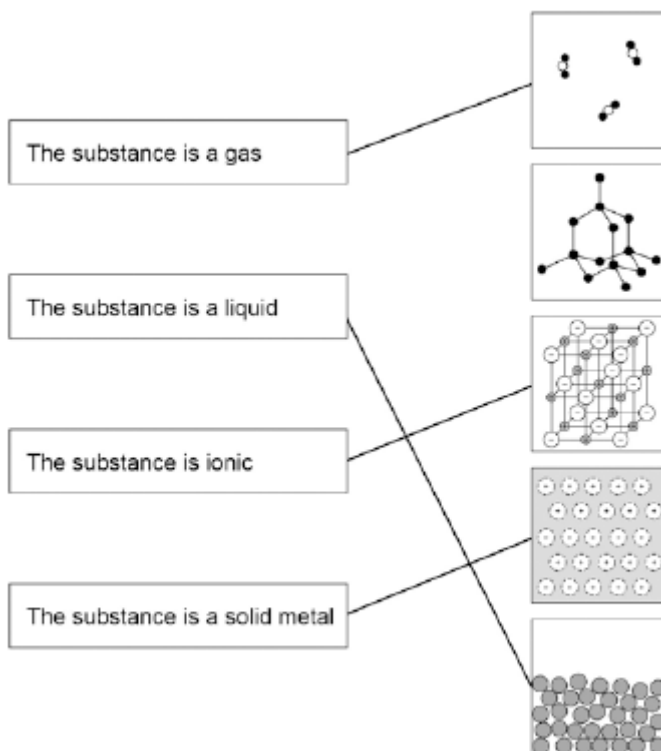 The substance is a gas
The substance is a liquid
The substance is ionic
The substance is a solid metal